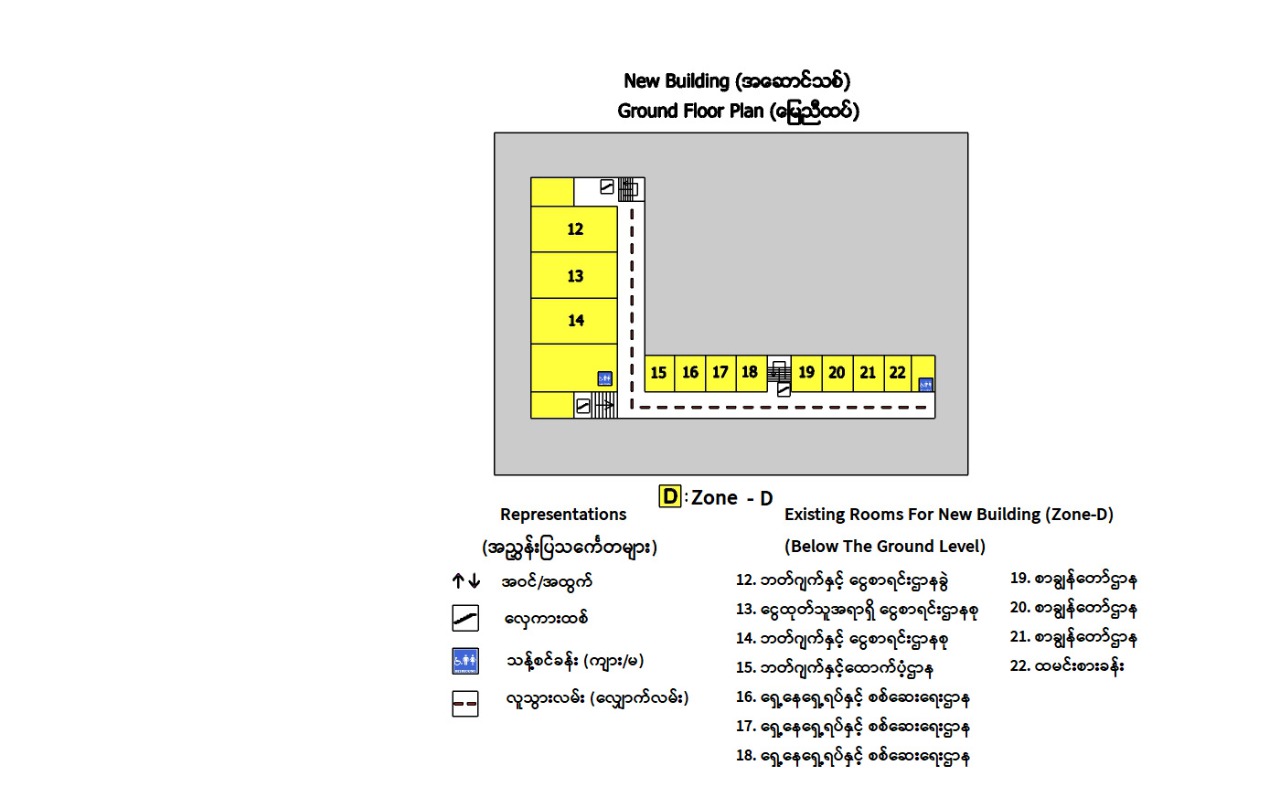 New Building (အဆောင်သစ်)
Ground Floor Plan (မြေညီထပ်)
12
13
14
15 16 17 18 19 20 21 22
D : Zone - D
Representations
(အညွှန်းပြသင်္ကေတများ)
အဝင်/အထွက်
လှေကားထစ်
သန့်စင်ခန်း (ကျား/မ)
လူသွားလမ်း (လျှောက်လမ်း)
Existing Rooms For New Building (Zone-D)
(Below The Ground Level)
12. ဘတ်ဂျက်နှင့် ငွေစာရင်းဌာနခွဲ
13. ငွေထုတ်သူအရာရှိ ငွေစာရင်းဌာနစု
14. ဘတ်ဂျက်နှင့် ငွေစာရင်းဌာနစု
15. ဘတ်ဂျက်နှင့်ထောက်ပံ့ဌာန
16. ရှေ့နေရှေ့ရပ်နှင့် စစ်ဆေးရေးဌာန
17. ရှေ့နေရှေ့ရပ်နှင့် စစ်ဆေးရေးဌာန
18. ရှေ့နေရှေ့ရပ်နှင့် စစ်ဆေးရေးဌာန
19. စာချွန်တော်ဌာန
20. စာချွန်တော်ဌာန
21. စာချွန်တော်ဌာန
22. ထမင်းစားခန်း